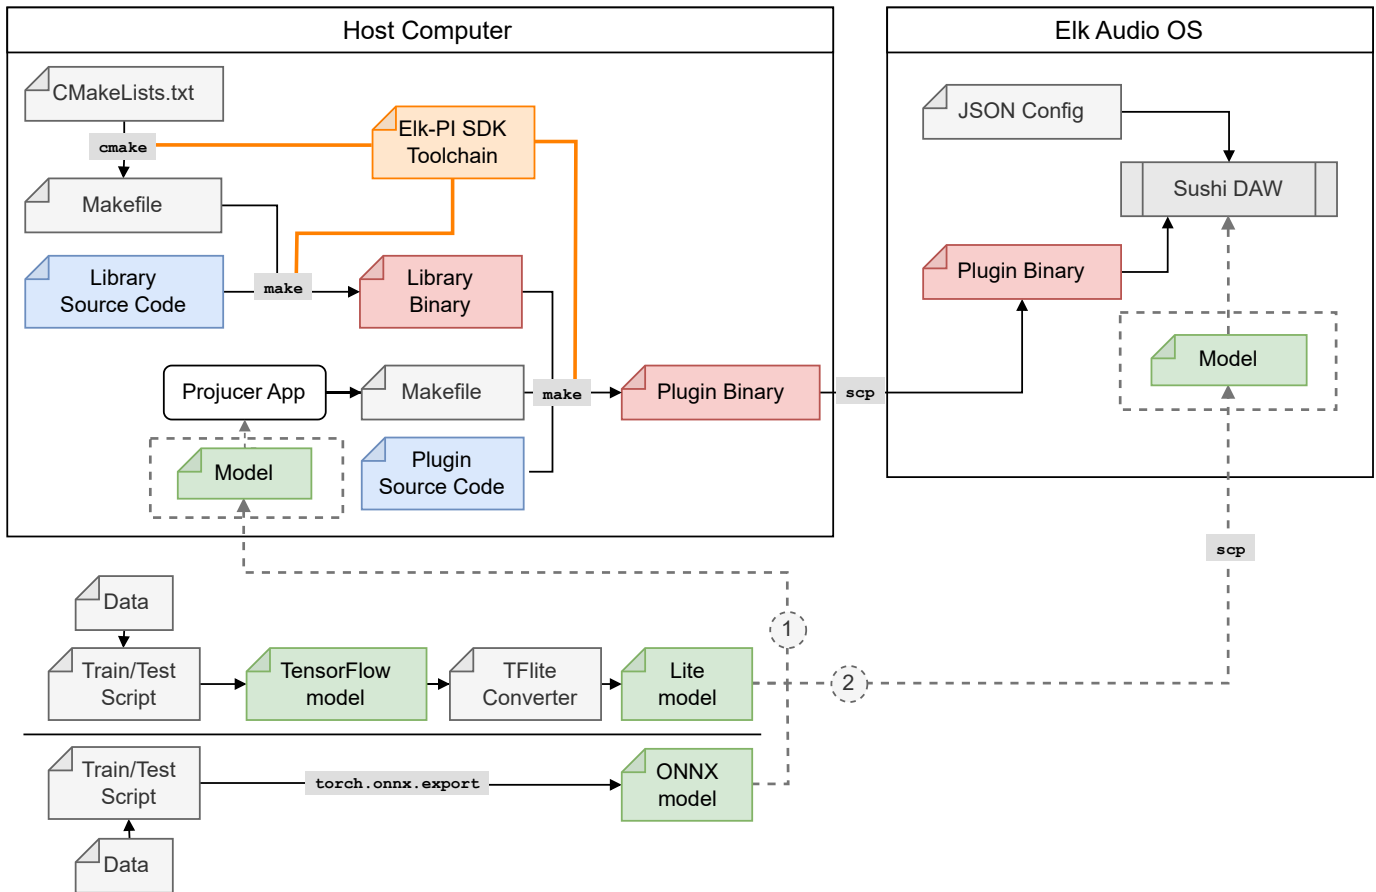 Host Computer
CMakeLists.txt
cmake
Elk-PI SDK
Toolchain
Makefile
Library
Source Code
make
Library
Binary
Projucer App
Makefile
make
Plugin Binary
scp
Model
Plugin
Source Code
Elk Audio OS
JSON Config
Sushi DAW
Plugin Binary
Model
scp
Data
1
Train/Test
Script
TensorFlow
model
TFlite
Converter
Lite
model
2
Train/Test
Script
torch.onnx.export
ONNX
model
Data